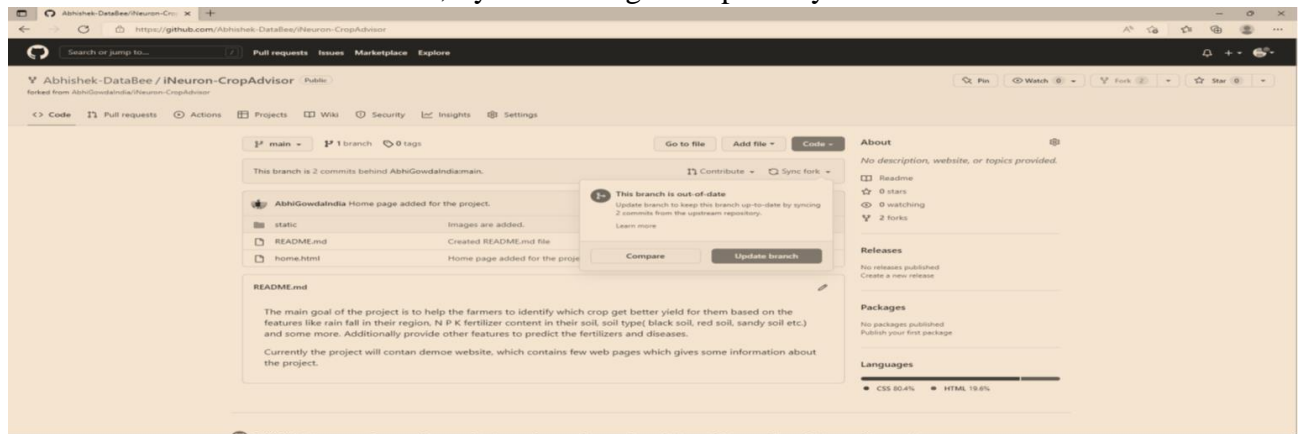 Abhishek-DataBee/iNeuron-Cro
https://github.com/Abhishek-DataBee/iNeuron-CropAdvisor
Search or jump to... / Pull requests Issues Marketplace Explore
Abhishek-DataBee / iNeuron-CropAdvisor Public Pin Watch 0 Fork 2 Star 0
forked from AbhiGowdaIndia/iNeuron-CropAdvisor
<> Code Pull requests Actions Projects Wiki Security Insights Settings
main 1 branch 0 tags Go to file Add file Code
This branch is 2 commits behind AbhiGowdaIndia:main. Contribute Sync fork
This branch is out-of-date
Update branch to keep this branch up-to-date by syncing
2 commits from the upstream repository.
Learn more
Compare Update branch
AbhiGowdaIndia Home page added for the project.
static Images are added.
README.md Created README.md file
home.html Home page added for the proje
README.md
The main goal of the project is to help the farmers to identify which crop get better yield for them based on the
features like rain fall in their region, N P K fertilizer content in their soil, soil type( black soil, red soil, sandy soil etc.)
and some more. Additionally provide other features to predict the fertilizers and diseases.
Currently the project will contan demoe website, which contains few web pages which gives some information about
the project.
About
No description, website, or topics provided.
Readme
0 stars
0 watching
2 forks
Releases
No releases published
Create a new release
Packages
No packages published
Publish your first package
Languages
CSS 80.4% HTML 19.6%